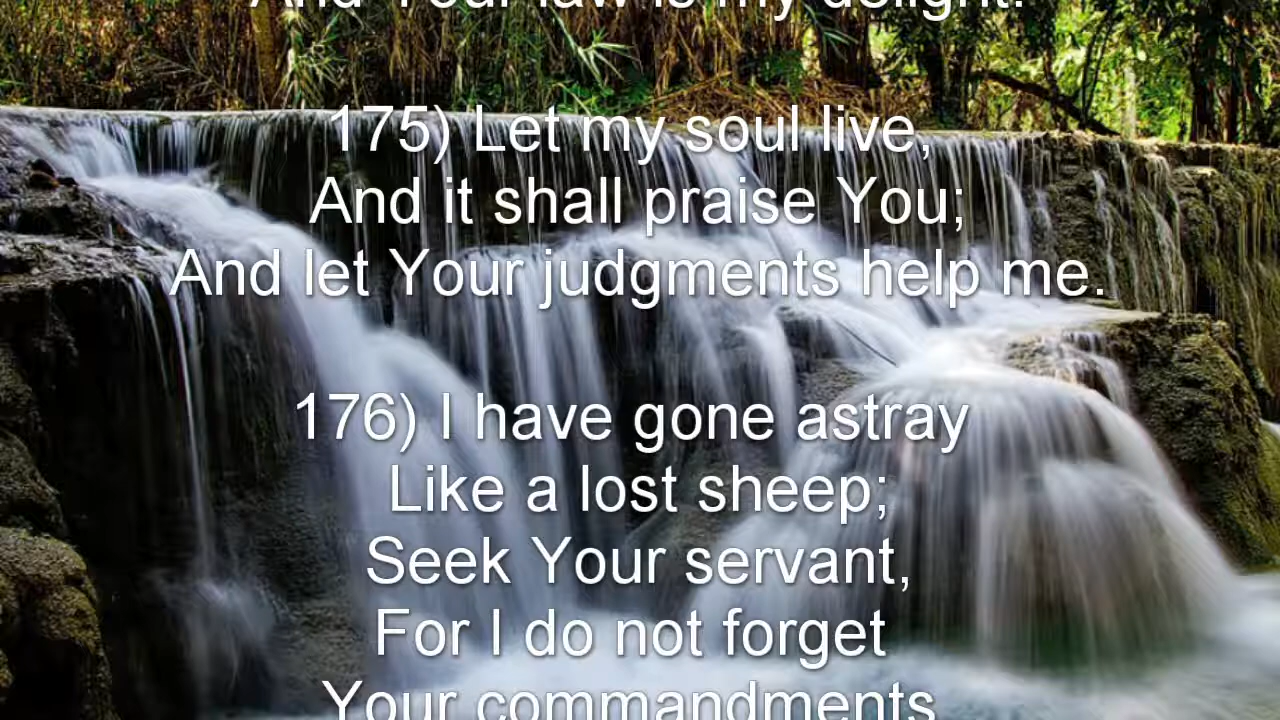 And Your law is my delight.
175) Let my soul live,
And it shall praise You;
And let Your judgments help me.
176) I have gone astray
Like a lost sheep;
Seek Your servant,
For I do not forget
Your commandments